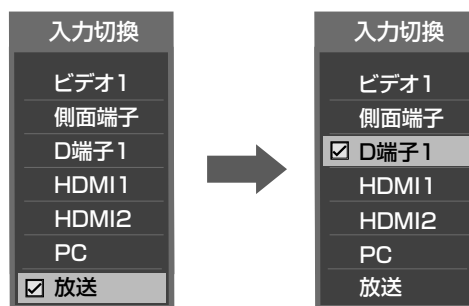 入力切換
ビデオ1
側面端子
D端子1
HDMI1
HDMI2
PC
放送
入力切換
ビデオ1
側面端子
D端子1
HDMI1
HDMI2
PC
放送